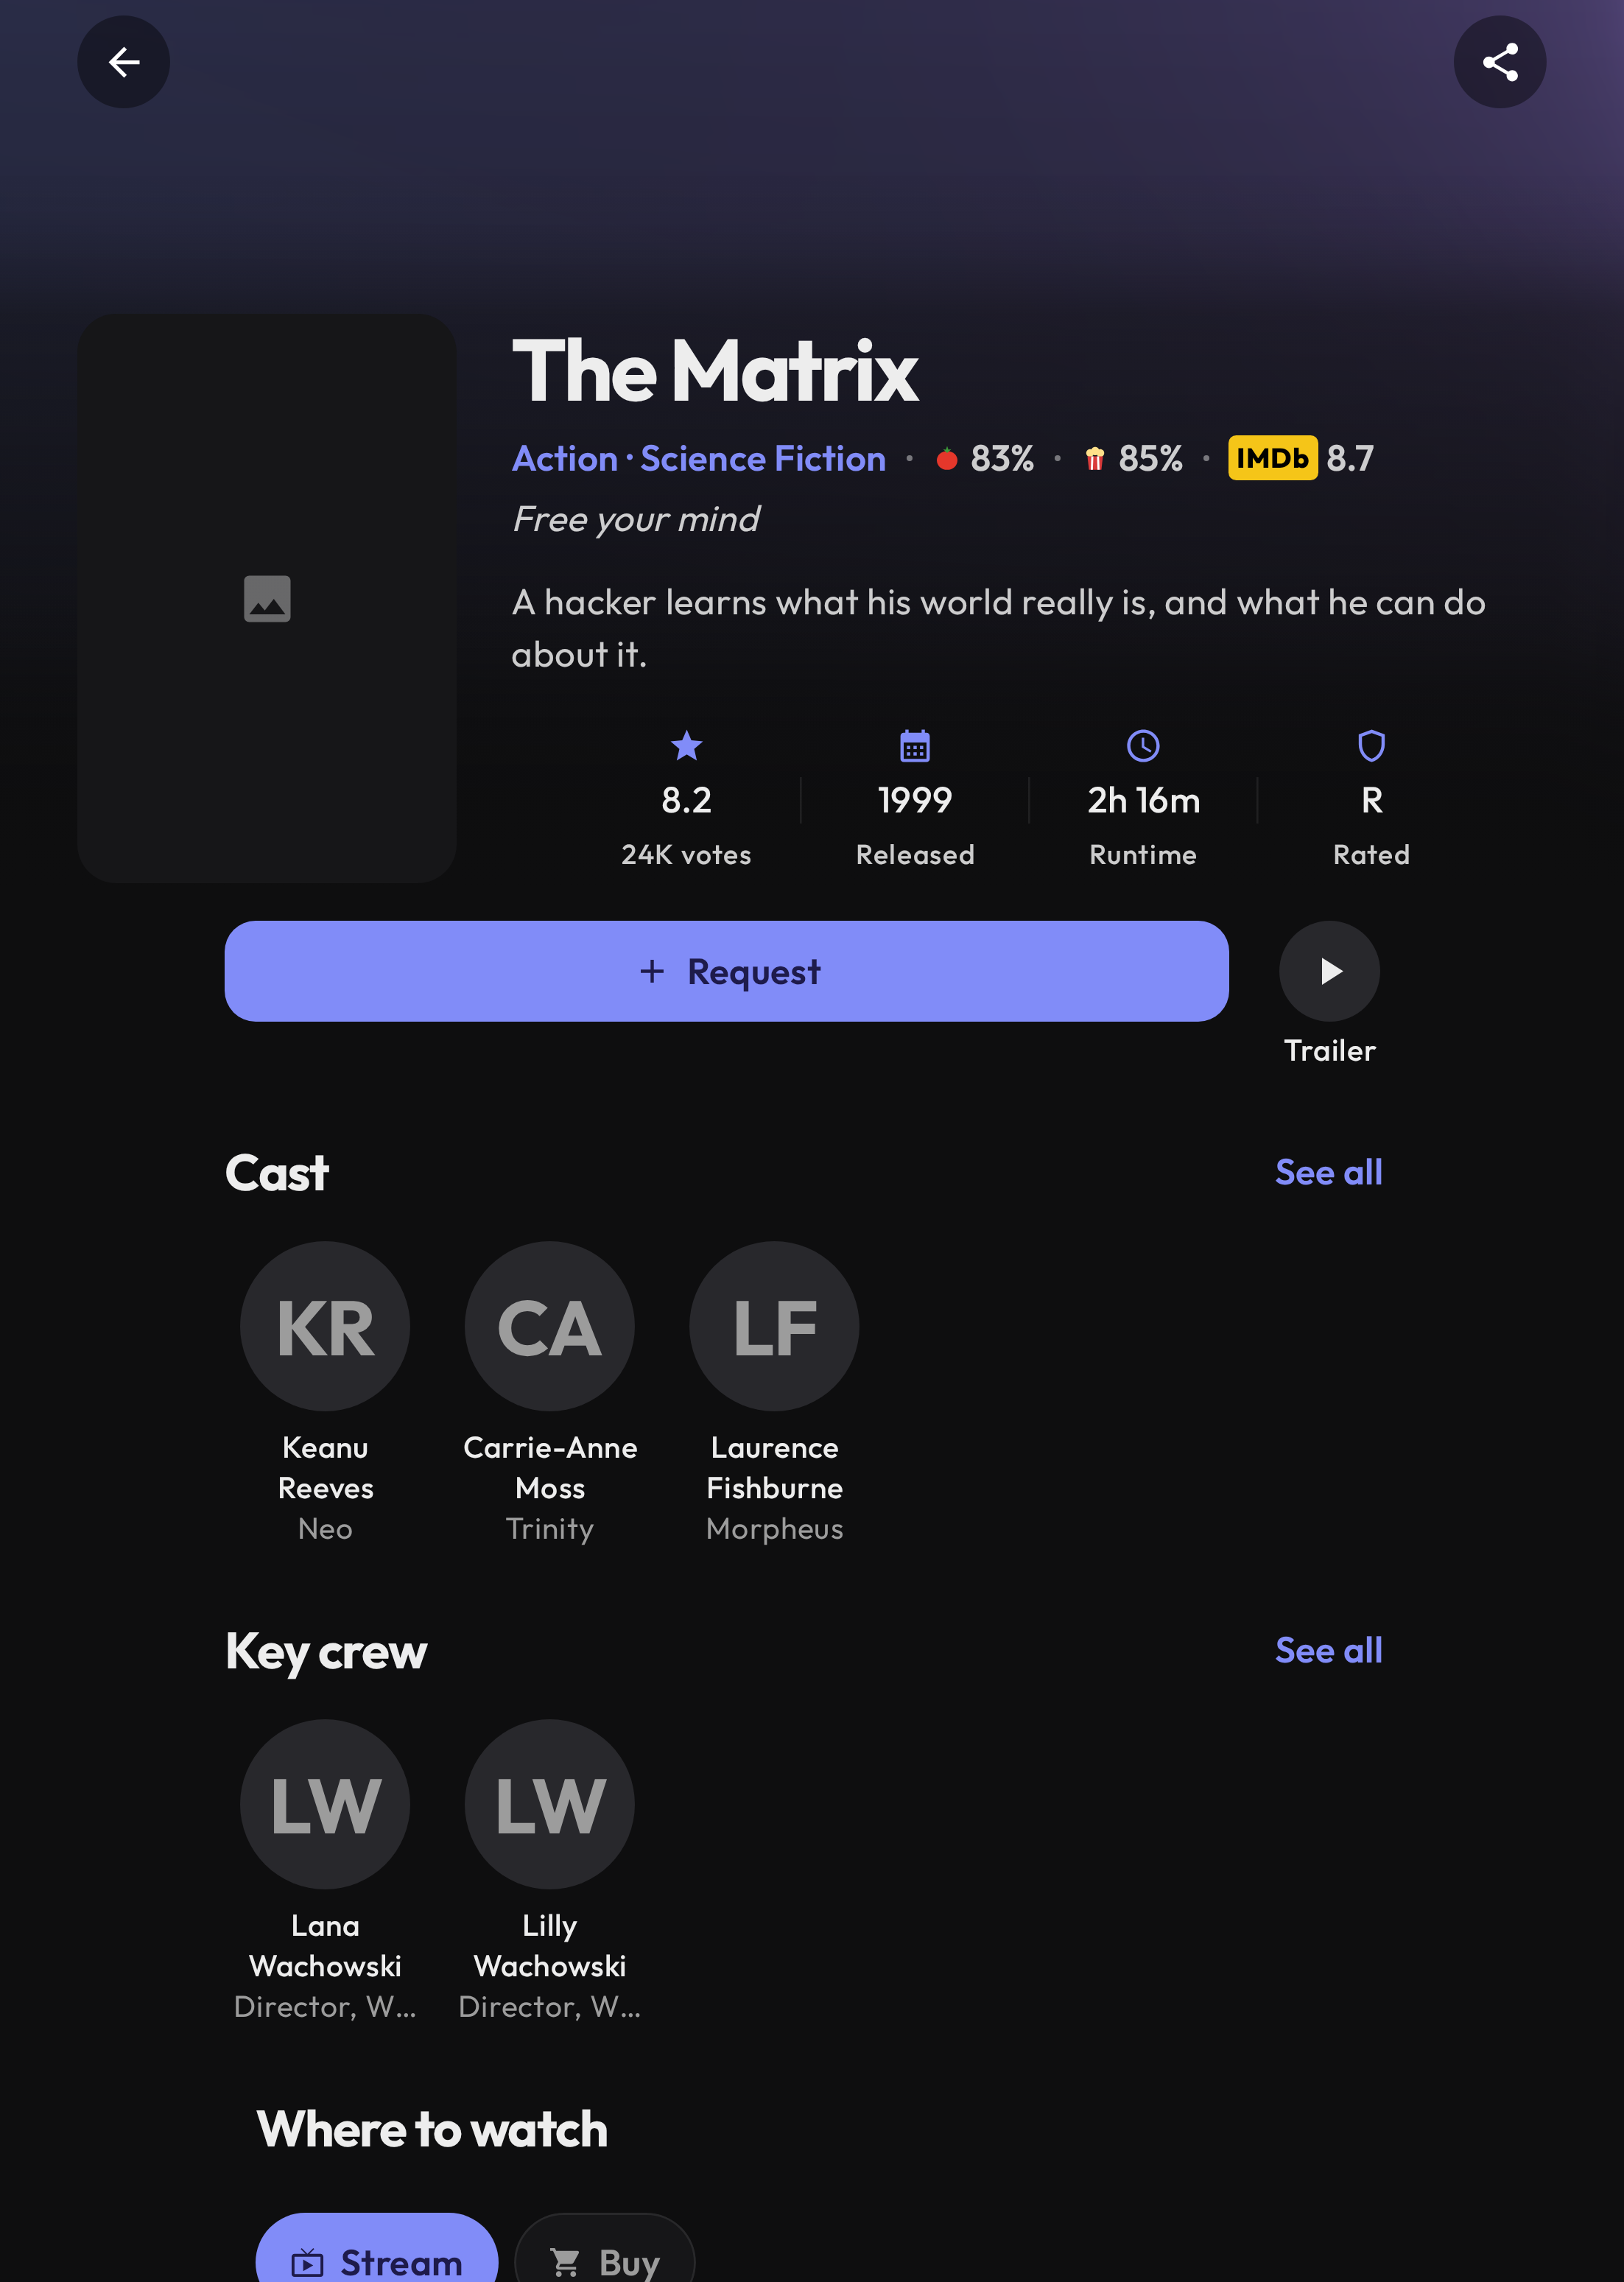 The Matrix
Action · Science Fiction · 83% · 85% · IMDb 8.7
Free your mind
A hacker learns what his world really is, and what he can do
about it.
8.2 1999 2h 16m R
24K votes Released Runtime Rated
+ Request
Trailer
Cast See all
KR CA LF
Keanu Carrie-Anne Laurence
Reeves Moss Fishburne
Neo Trinity Morpheus
Key crew See all
LW LW
Lana Lilly
Wachowski Wachowski
Director, W... Director, W...
Where to watch
Stream Buy